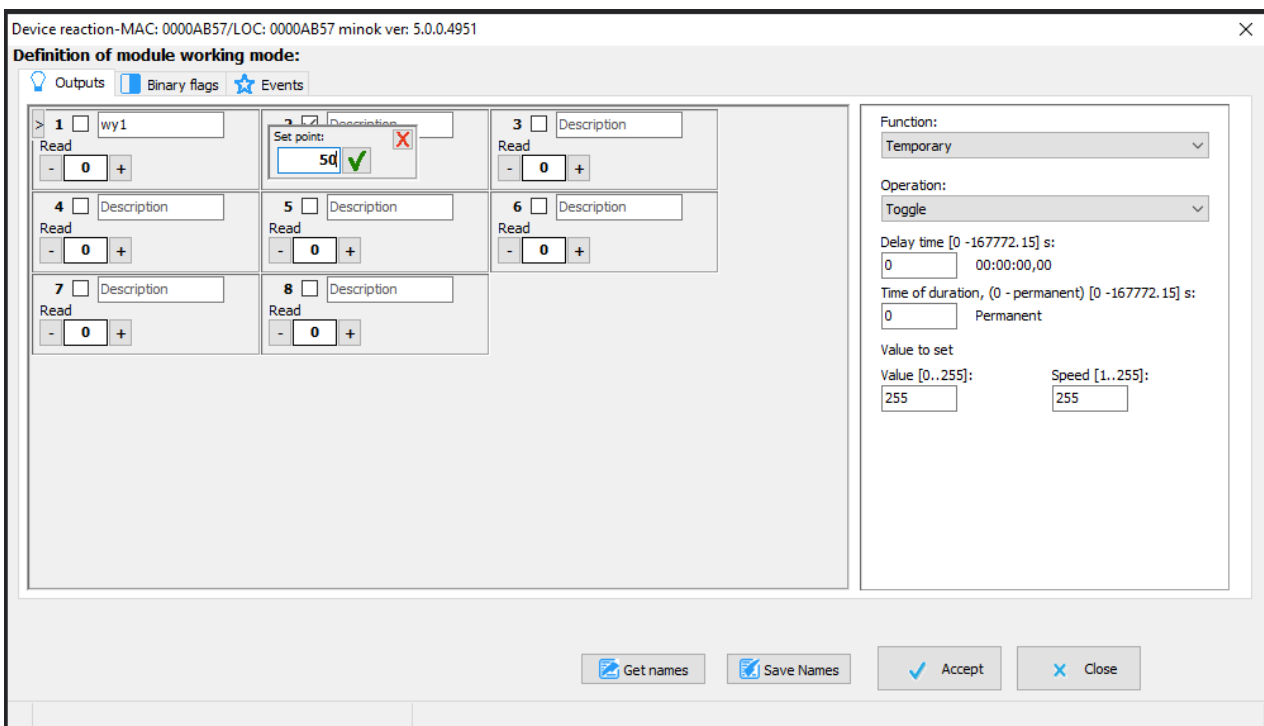 Device reaction-MAC: 0000AB57/LOC: 0000AB57 minok ver: 5.0.0.4951
Definition of module working mode:
Outputs Binary flags Events
> 1 wy1
Read
- 0 +
2 Description
Set point:
50
3 Description
Read
- 0 +
4 Description
Read
- 0 +
5 Description
Read
- 0 +
6 Description
Read
- 0 +
7 Description
Read
- 0 +
8 Description
Read
- 0 +
Function:
Temporary
Operation:
Toggle
Delay time [0 -167772.15] s:
0 00:00:00,00
Time of duration, (0 - permanent) [0 -167772.15] s:
0 Permanent
Value to set
Value [0..255]: Speed [1..255]:
255 255
Get names Save Names Accept Close